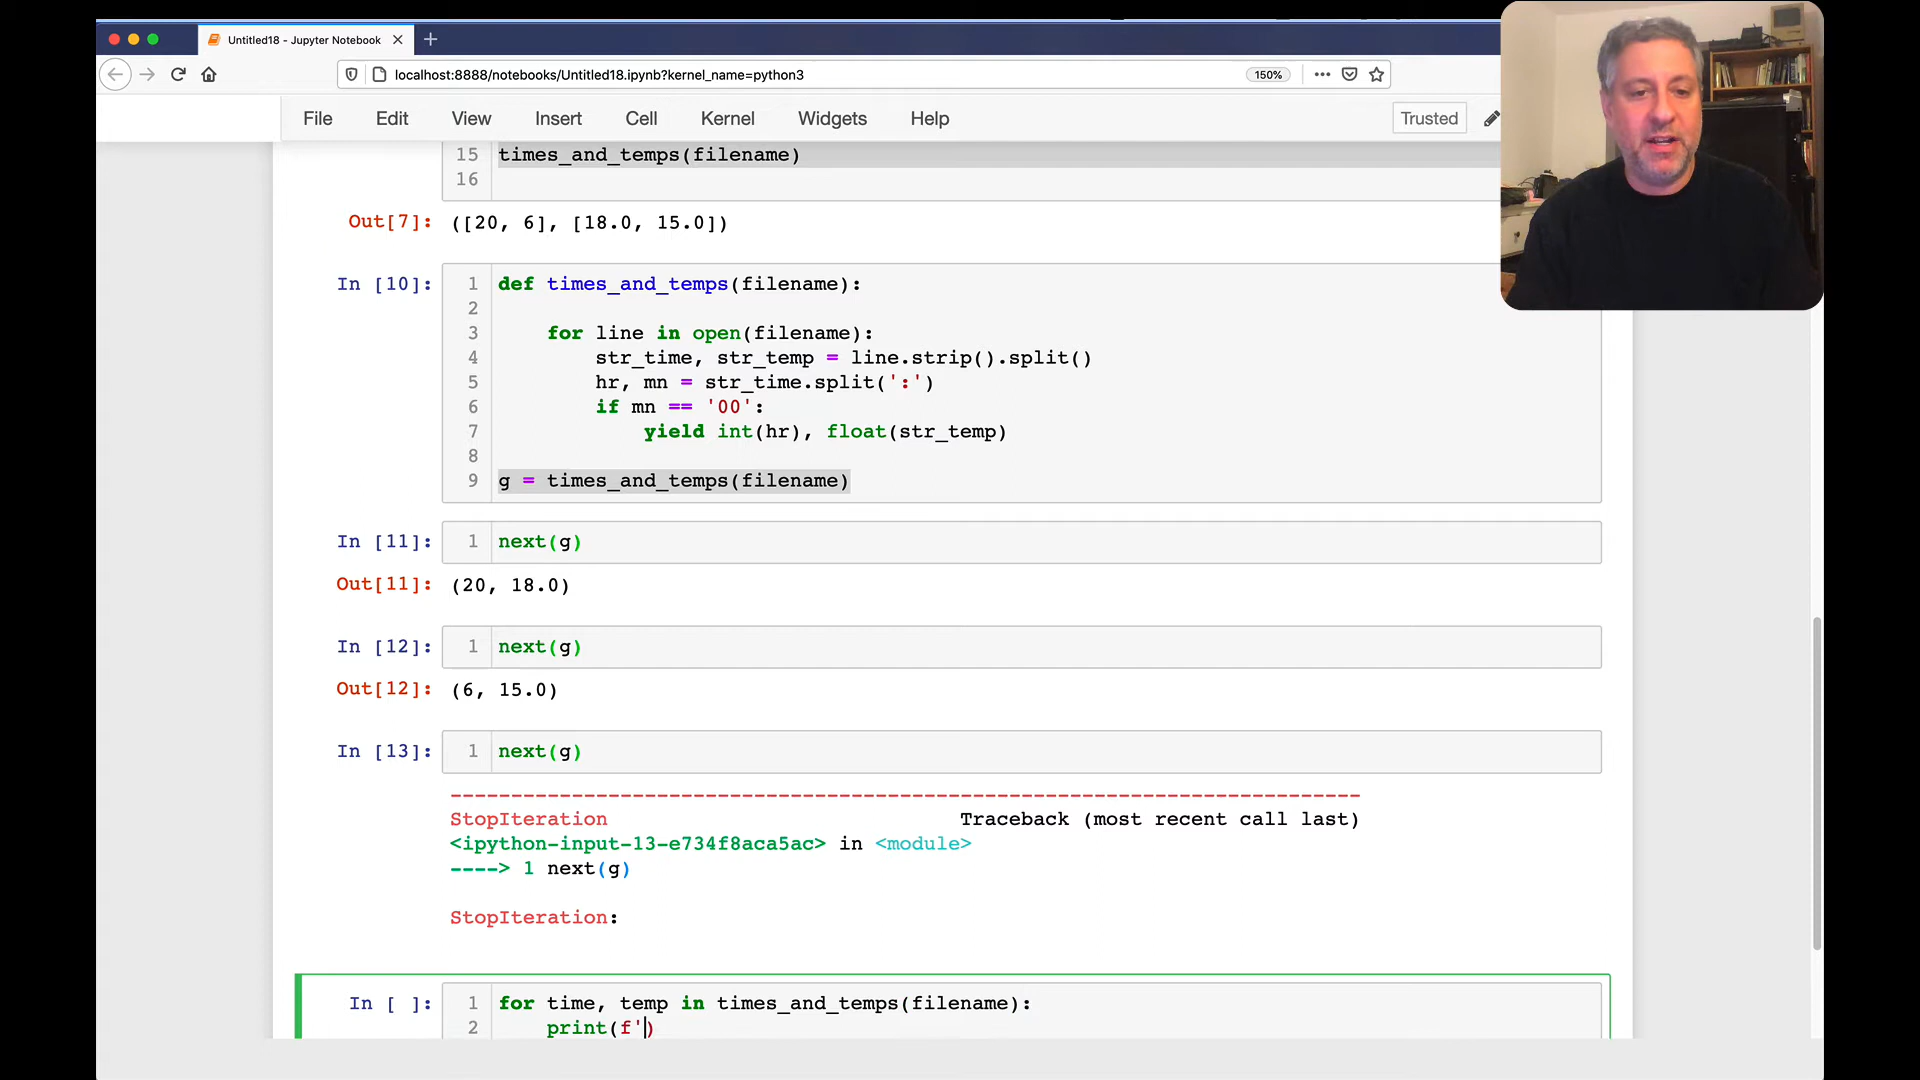 Untitled18 - Jupyter Notebook
localhost:8888/notebooks/Untitled18.ipynb?kernel_name=python3
150%
File Edit View Insert Cell Kernel Widgets Help
Trusted
15 times_and_temps(filename)
16
Out[7]: ([20, 6], [18.0, 15.0])
In [10]: 1 def times_and_temps(filename):
2
3 for line in open(filename):
4 str_time, str_temp = line.strip().split()
5 hr, mn = str_time.split(':')
6 if mn == '00':
7 yield int(hr), float(str_temp)
8
9 g = times_and_temps(filename)
In [11]: 1 next(g)
Out[11]: (20, 18.0)
In [12]: 1 next(g)
Out[12]: (6, 15.0)
In [13]: 1 next(g)
---------------------------------------------------------------------------
StopIteration Traceback (most recent call last)
<ipython-input-13-e734f8aca5ac> in <module>
----> 1 next(g)
StopIteration:
In [ ]: 1 for time, temp in times_and_temps(filename):
2 print(f')